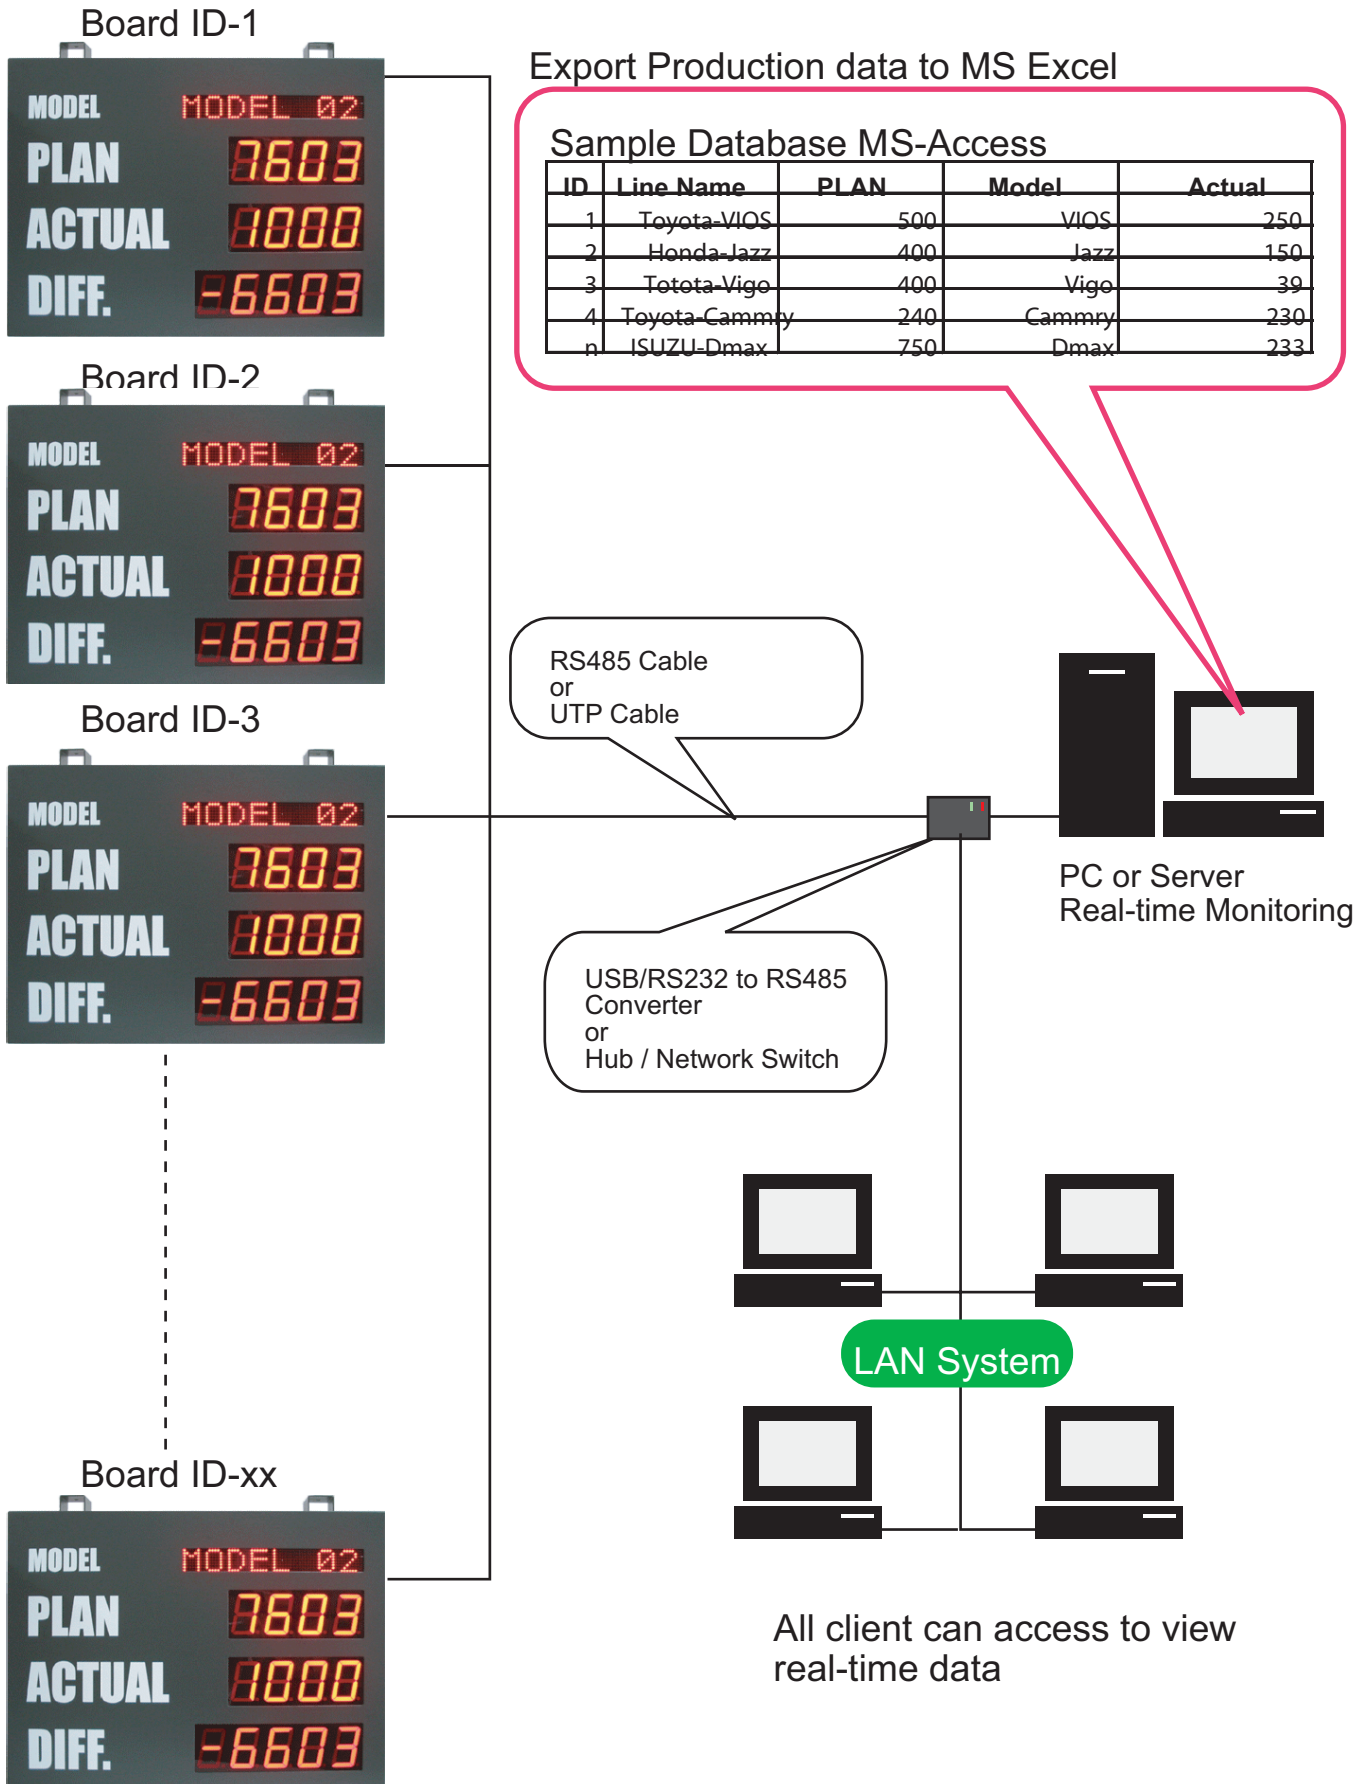 Board ID-1
MODEL MODEL 02
PLAN 7603
ACTUAL 1000
DIFF. -6603
Board ID-2
MODEL MODEL 02
PLAN 7603
ACTUAL 1000
DIFF. -6603
Board ID-3
MODEL MODEL 02
PLAN 7603
ACTUAL 1000
DIFF. -6603
Board ID-xx
MODEL MODEL 02
PLAN 7603
ACTUAL 1000
DIFF. -6603
Export Production data to MS Excel
Sample Database MS-Access
ID Line Name PLAN Model Actual
1 Toyota-VIOS 500 VIOS 250
2 Honda-Jazz 400 Jazz 150
3 Totota-Vigo 400 Vigo 39
4 Toyota-Cammry 240 Cammry 230
n ISUZU-Dmax 750 Dmax 233
RS485 Cable
or
UTP Cable
PC or Server
Real-time Monitoring
USB/RS232 to RS485
Converter
or
Hub / Network Switch
LAN System
All client can access to view
real-time data